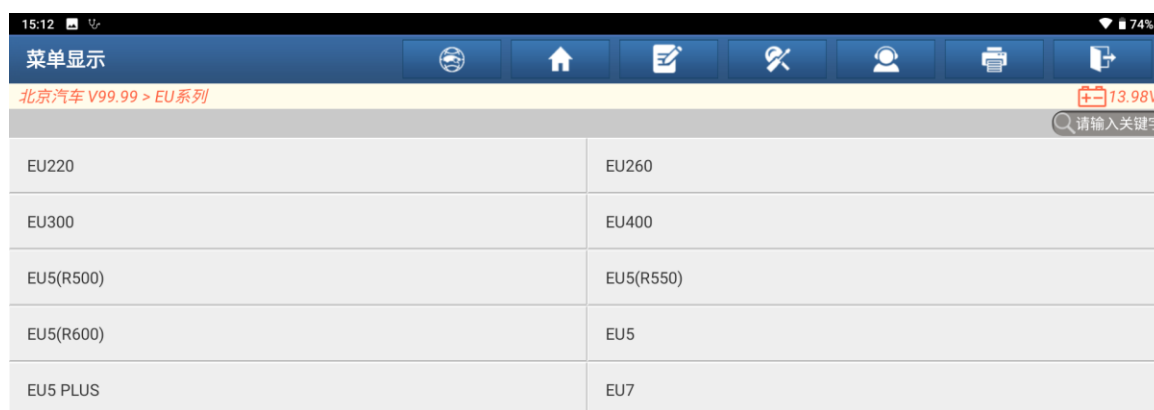 15:12 74%
菜单显示
北京汽车 V99.99 > EU系列 13.98V
请输入关键字
EU220 EU260
EU300 EU400
EU5(R500) EU5(R550)
EU5(R600) EU5
EU5 PLUS EU7